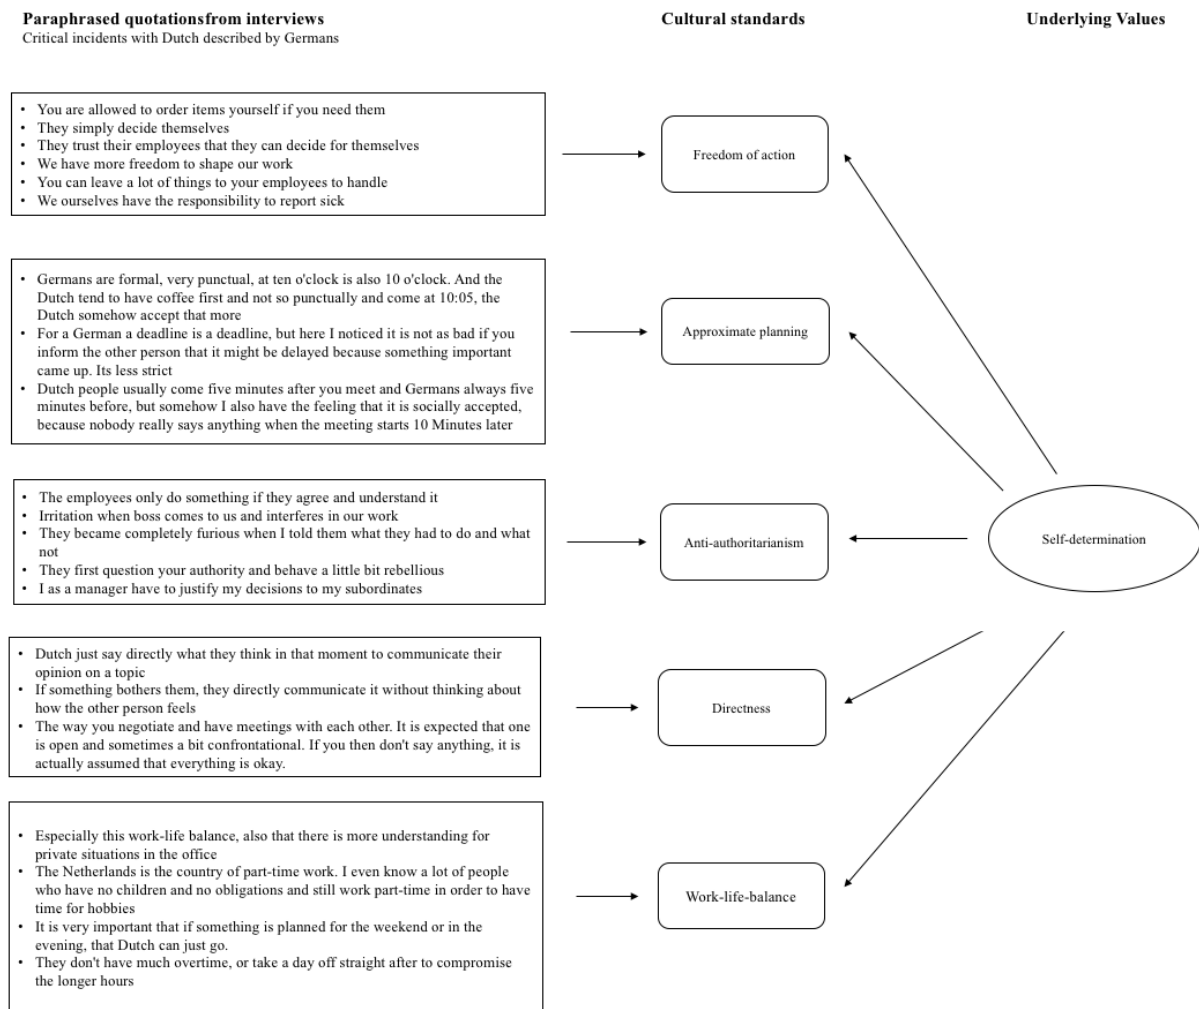 Paraphrased quotationsfrom interviews
Critical incidents with Dutch described by Germans
Cultural standards
Underlying Values
• You are allowed to order items yourself if you need them
• They simply decide themselves
• They trust their employees that they can decide for themselves
• We have more freedom to shape our work
• You can leave a lot of things to your employees to handle
• We ourselves have the responsibility to report sick
Freedom of action
• Germans are formal, very punctual, at ten o'clock is also 10 o'clock. And the
Dutch tend to have coffee first and not so punctually and come at 10:05, the
Dutch somehow accept that more
• For a German a deadline is a deadline, but here I noticed it is not as bad if you
inform the other person that it might be delayed because something important
came up. Its less strict
• Dutch people usually come five minutes after you meet and Germans always five
minutes before, but somehow I also have the feeling that it is socially accepted,
because nobody really says anything when the meeting starts 10 Minutes later
Approximate planning
• The employees only do something if they agree and understand it
• Irritation when boss comes to us and interferes in our work
• They became completely furious when I told them what they had to do and what
not
• They first question your authority and behave a little bit rebellious
• I as a manager have to justify my decisions to my subordinates
Anti-authoritarianism
Self-determination
• Dutch just say directly what they think in that moment to communicate their
opinion on a topic
• If something bothers them, they directly communicate it without thinking about
how the other person feels
• The way you negotiate and have meetings with each other. It is expected that one
is open and sometimes a bit confrontational. If you then don't say anything, it is
actually assumed that everything is okay.
Directness
• Especially this work-life balance, also that there is more understanding for
private situations in the office
• The Netherlands is the country of part-time work. I even know a lot of people
who have no children and no obligations and still work part-time in order to have
time for hobbies
• It is very important that if something is planned for the weekend or in the
evening, that Dutch can just go.
• They don't have much overtime, or take a day off straight after to compromise
the longer hours
Work-life-balance